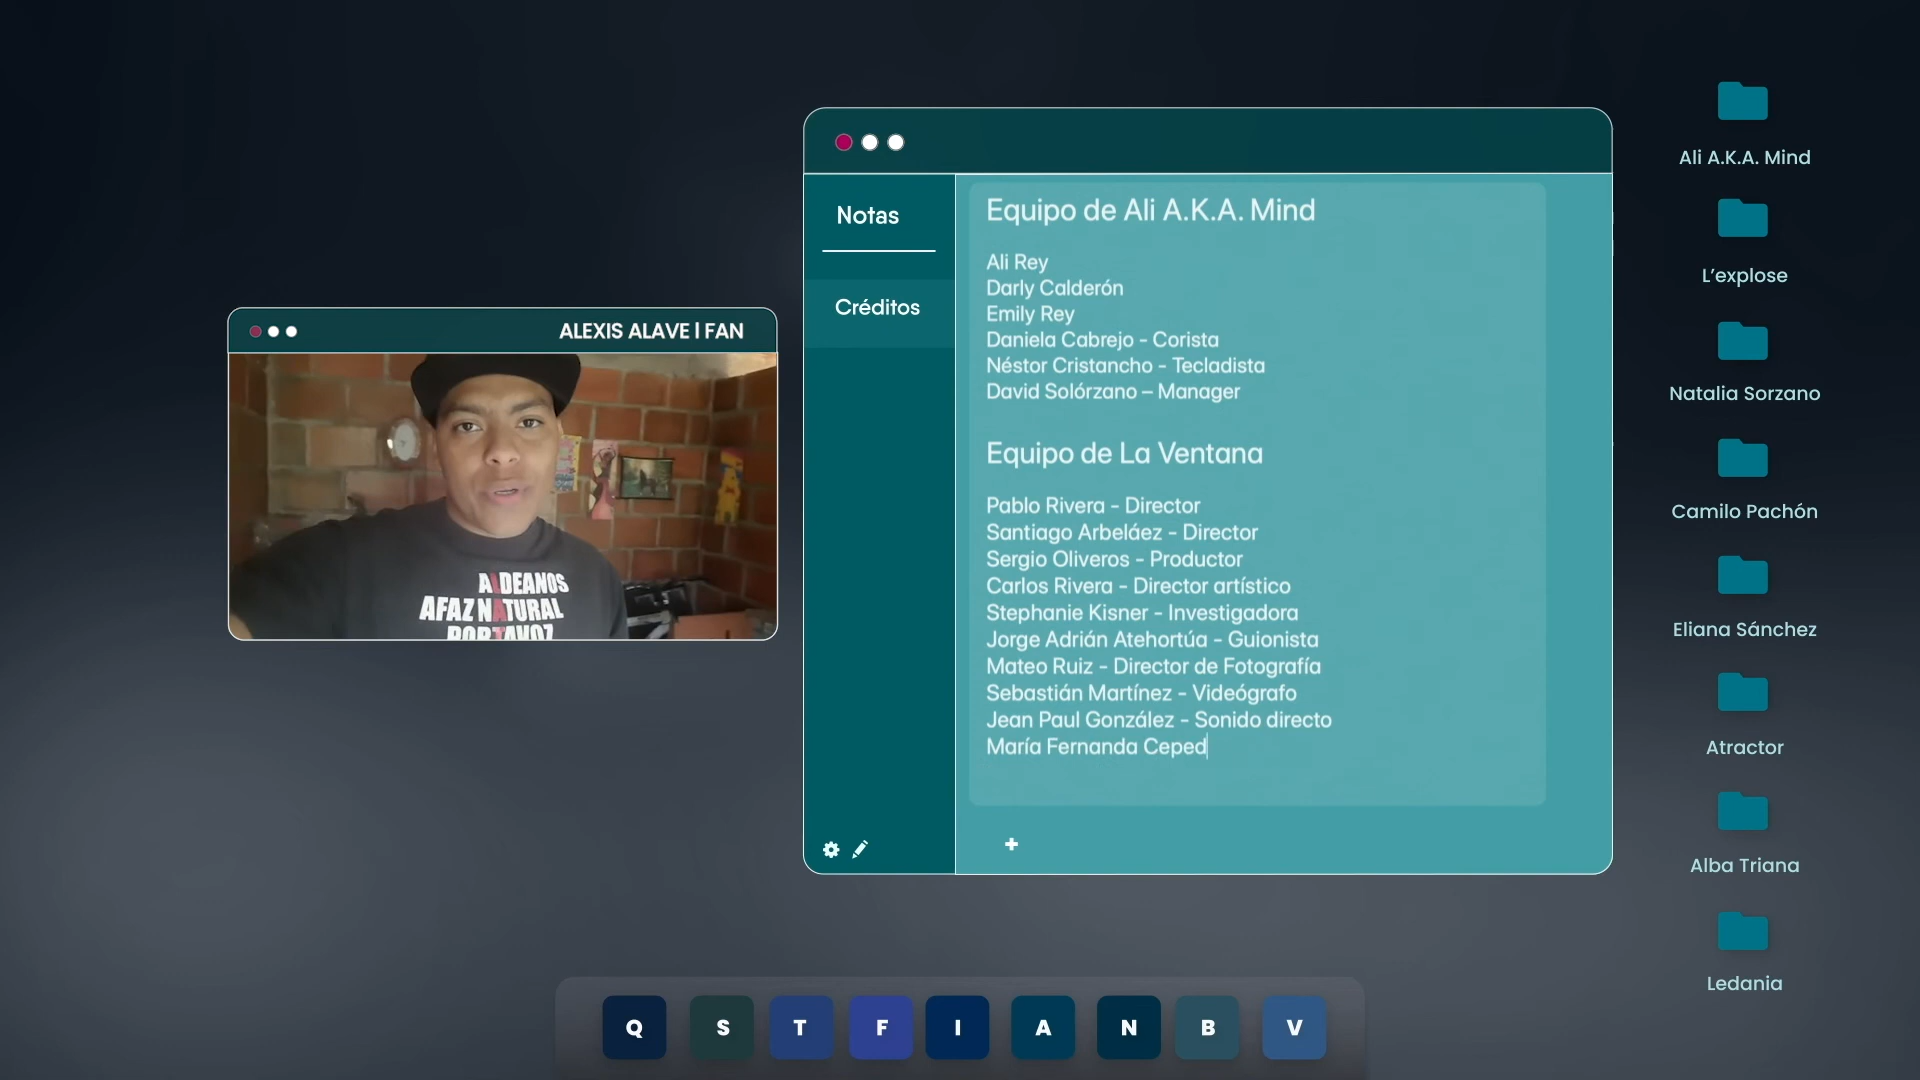 ALEXIS ALAVE | FAN
ALDEANOS
AFAZ NATURAL
PORTAVOZ
Notas
Créditos
Equipo de Ali A.K.A. Mind
Ali Rey
Darly Calderón
Emily Rey
Daniela Cabrejo - Corista
Néstor Cristancho - Tecladista
David Solórzano – Manager
Equipo de La Ventana
Pablo Rivera - Director
Santiago Arbeláez - Director
Sergio Oliveros - Productor
Carlos Rivera - Director artístico
Stephanie Kisner - Investigadora
Jorge Adrián Atehortúa - Guionista
Mateo Ruiz - Director de Fotografía
Sebastián Martínez - Videógrafo
Jean Paul González - Sonido directo
María Fernanda Ceped
Ali A.K.A. Mind
L’explose
Natalia Sorzano
Camilo Pachón
Eliana Sánchez
Atractor
Alba Triana
Ledania
Q S T F I A N B V